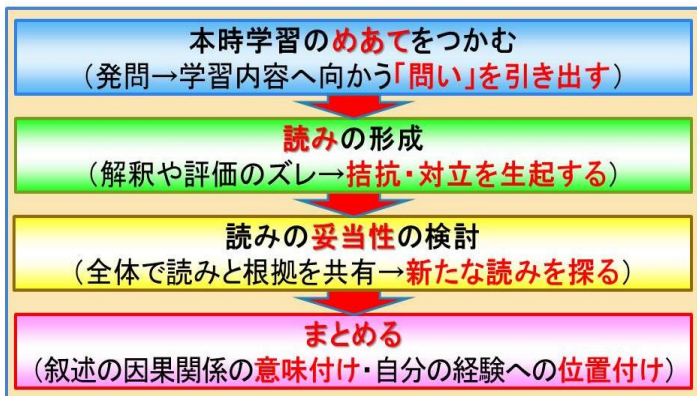 本時学習のめあてをつかむ
(発問→学習内容へ向かう「問い」を引き出す)
読みの形成
(解釈や評価のズレ→拮抗・対立を生起する)
読みの妥当性の検討
(全体で読みと根拠を共有→新たな読みを探る)
まとめる
(叙述の因果関係の意味付け・自分の経験への位置付け)